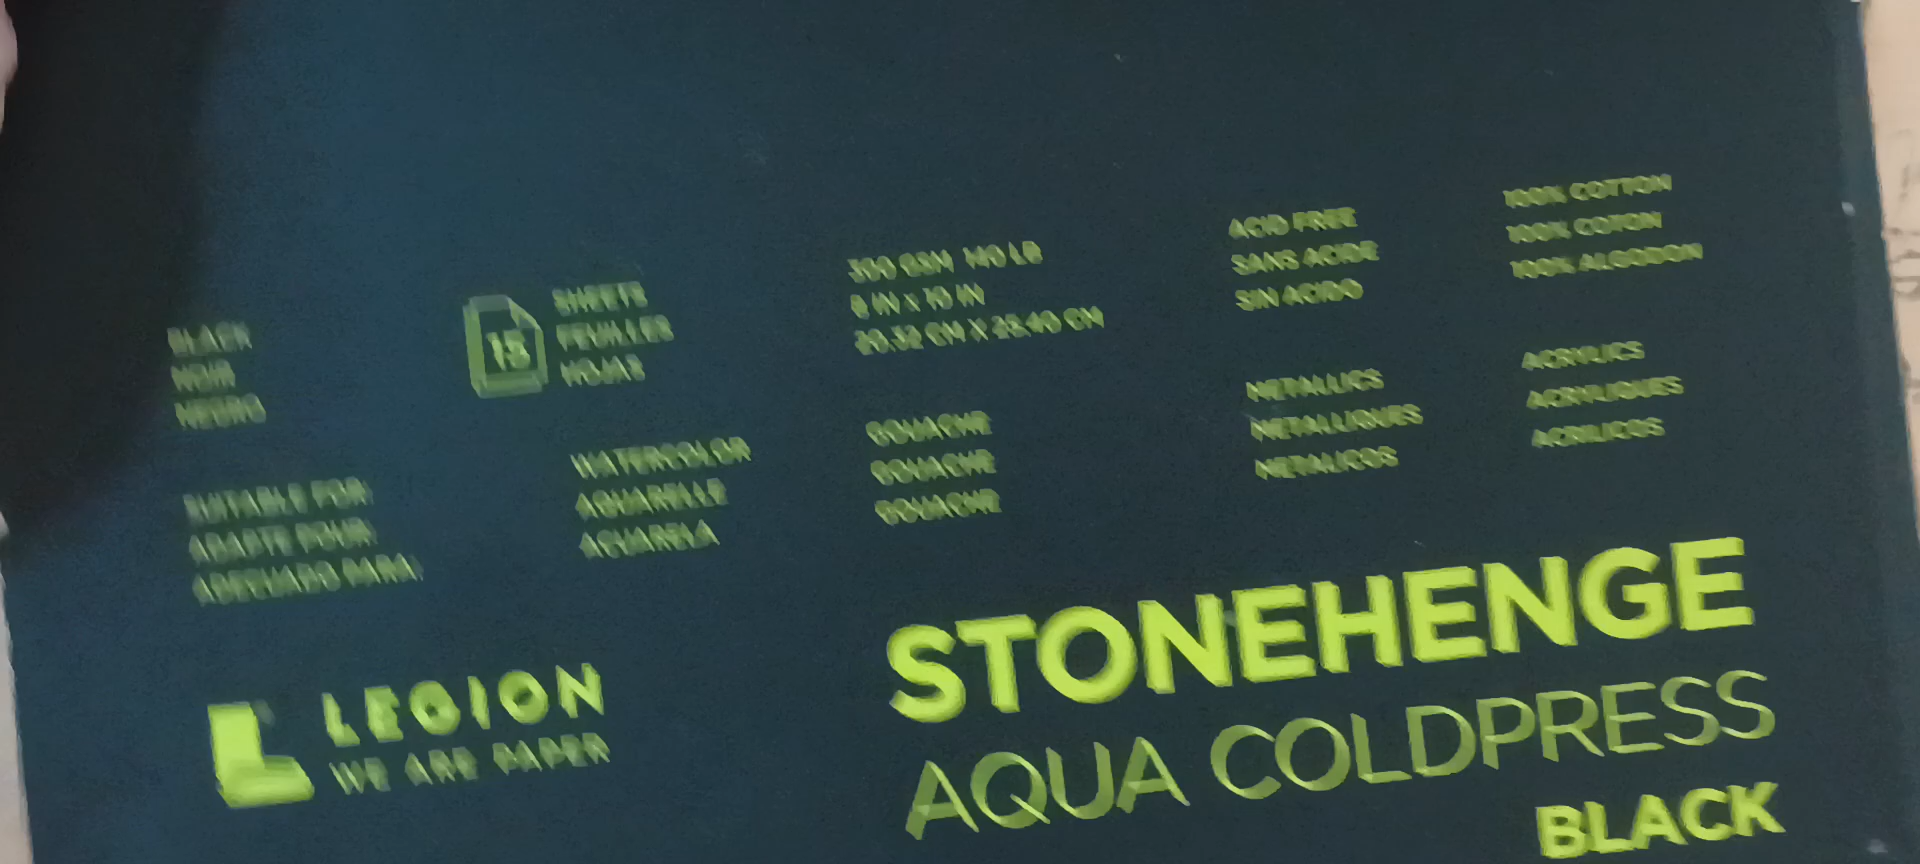 BLACK
NOIR
NEGRO
15
SHEETS
FEUILLES
HOJAS
300 GSM 140 LB
8 IN x 10 IN
20.32 CM X 25.40 CM
ACID FREE
SANS ACIDE
SIN ACIDO
100% COTTON
100% COTON
100% ALGODON
SUITABLE FOR:
ADAPTE POUR:
ADECUADO PARA:
WATERCOLOR
AQUARELLE
ACUARELA
GOUACHE
GOUACHE
GOUACHE
METALLICS
METALLIQUES
METALICOS
ACRYLICS
ACRYLIQUES
ACRILICOS
LEGION
WE ARE PAPER
STONEHENGE
AQUA COLDPRESS
BLACK